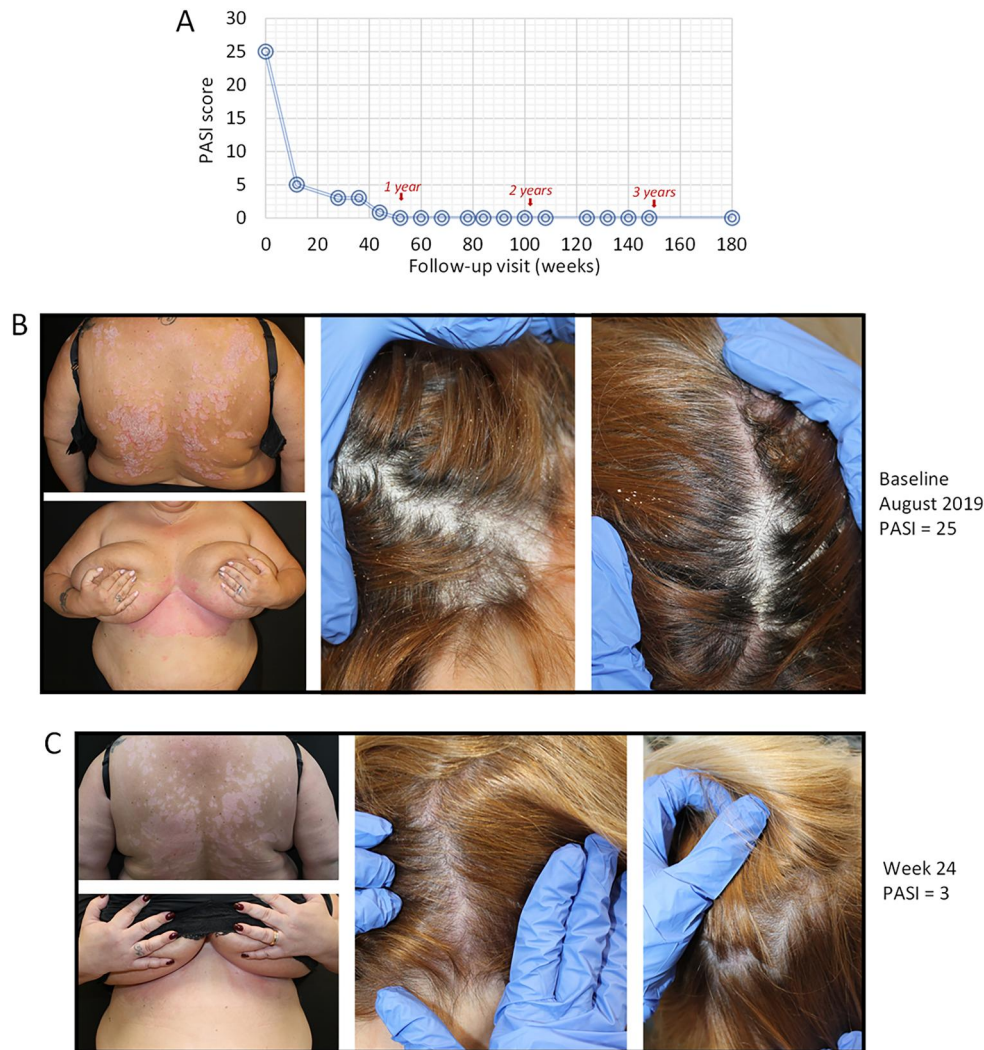 A
30
25
20
15
10
5
0
PASI score
1 year
2 years
3 years
0 20 40 60 80 100 120 140 160 180
Follow-up visit (weeks)
B
Baseline
August 2019
PASI = 25
C
Week 24
PASI = 3